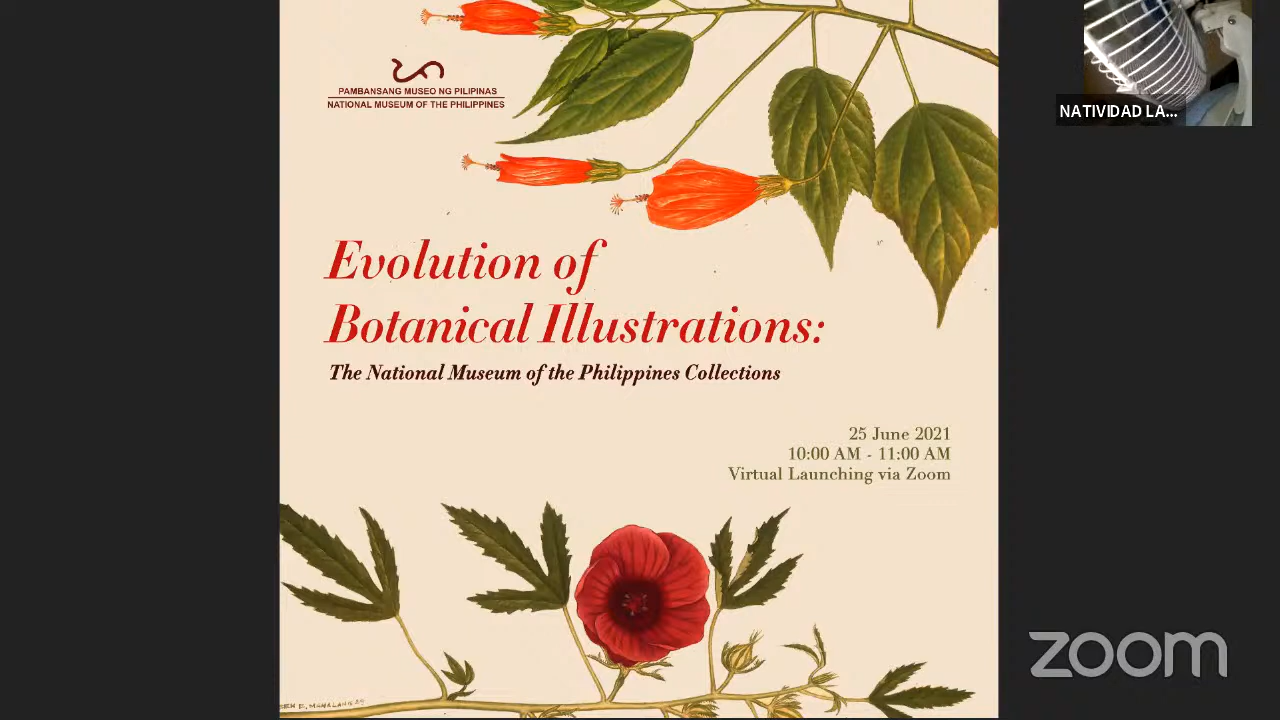 PAMBANSANG MUSEO NG PILIPINAS
NATIONAL MUSEUM OF THE PHILIPPINES
NATIVIDAD LA...
Evolution of
Botanical Illustrations:
The National Museum of the Philippines Collections
25 June 2021
10:00 AM - 11:00 AM
Virtual Launching via Zoom
zoom